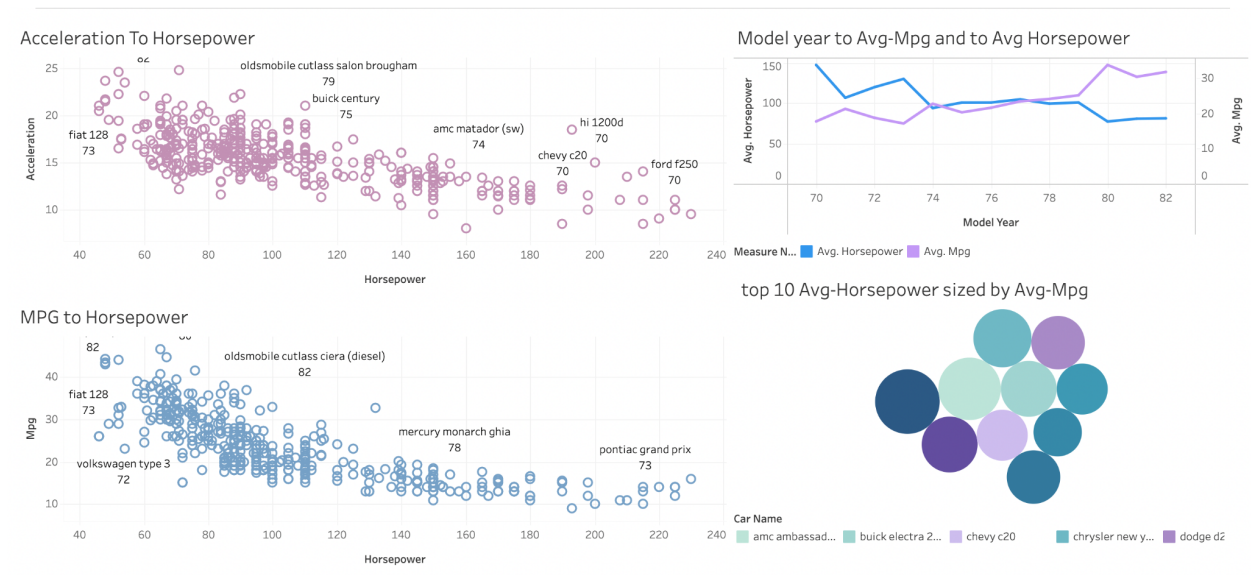 Acceleration To Horsepower
25
20
15
10
Acceleration
82
oldsmobile cutlass salon brougham
79
buick century
75
fiat 128
73
amc matador (sw)
74
hi 1200d
70
chevy c20
70
ford f250
70
40 60 80 100 120 140 160 180 200 220 240
Horsepower
MPG to Horsepower
40
30
20
10
Mpg
82
oldsmobile cutlass ciera (diesel)
82
fiat 128
73
mercury monarch ghia
78
volkswagen type 3
72
pontiac grand prix
73
40 60 80 100 120 140 160 180 200 220 240
Horsepower
Model year to Avg-Mpg and to Avg Horsepower
150
100
50
0
Avg. Horsepower
30
20
10
0
Avg. Mpg
70 72 74 76 78 80 82
Model Year
Measure N... Avg. Horsepower Avg. Mpg
top 10 Avg-Horsepower sized by Avg-Mpg
Car Name
amc ambassad... buick electra 2... chevy c20 chrysler new y... dodge d2